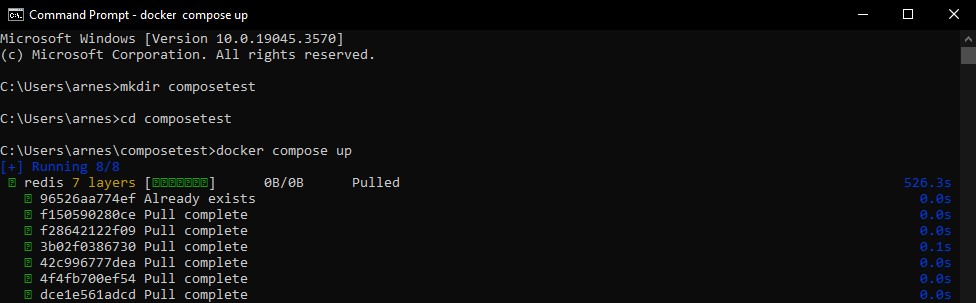 Command Prompt - docker  compose up
Microsoft Windows [Version 10.0.19045.3570]
(c) Microsoft Corporation. All rights reserved.
C:\Users\arnes>mkdir composetest
C:\Users\arnes>cd composetest
C:\Users\arnes\composetest>docker compose up
[+] Running 8/8
redis 7 layers [⍰⍰⍰⍰⍰⍰⍰] 0B/0B Pulled 526.3s
96526aa774ef Already exists 0.0s
f150590280ce Pull complete 0.0s
f28642122f09 Pull complete 0.0s
3b02f0386730 Pull complete 0.1s
42c996777dea Pull complete 0.0s
4f4fb700ef54 Pull complete 0.0s
dce1e561adcd Pull complete 0.0s